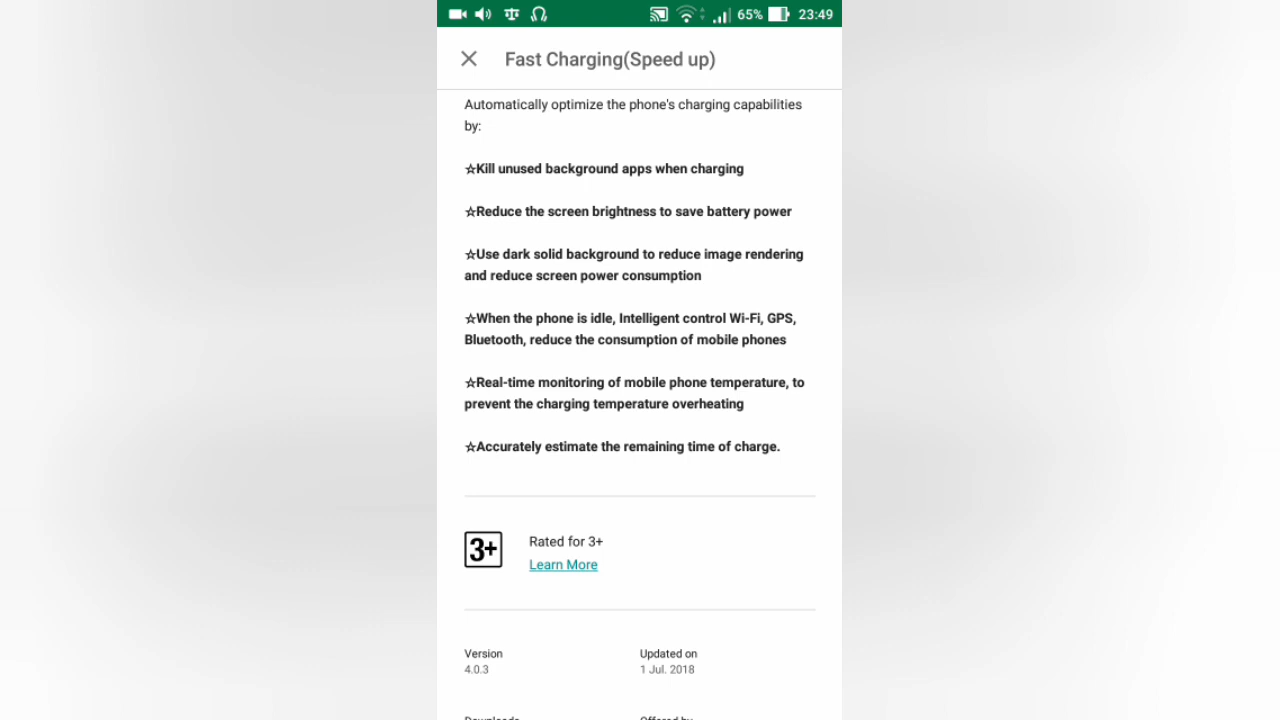 65% 23:49
Fast Charging(Speed up)
Automatically optimize the phone's charging capabilities
by:
☆Kill unused background apps when charging
☆Reduce the screen brightness to save battery power
☆Use dark solid background to reduce image rendering
and reduce screen power consumption
☆When the phone is idle, Intelligent control Wi-Fi, GPS,
Bluetooth, reduce the consumption of mobile phones
☆Real-time monitoring of mobile phone temperature, to
prevent the charging temperature overheating
☆Accurately estimate the remaining time of charge.
3+ Rated for 3+
Learn More
Version Updated on
4.0.3 1 Jul. 2018